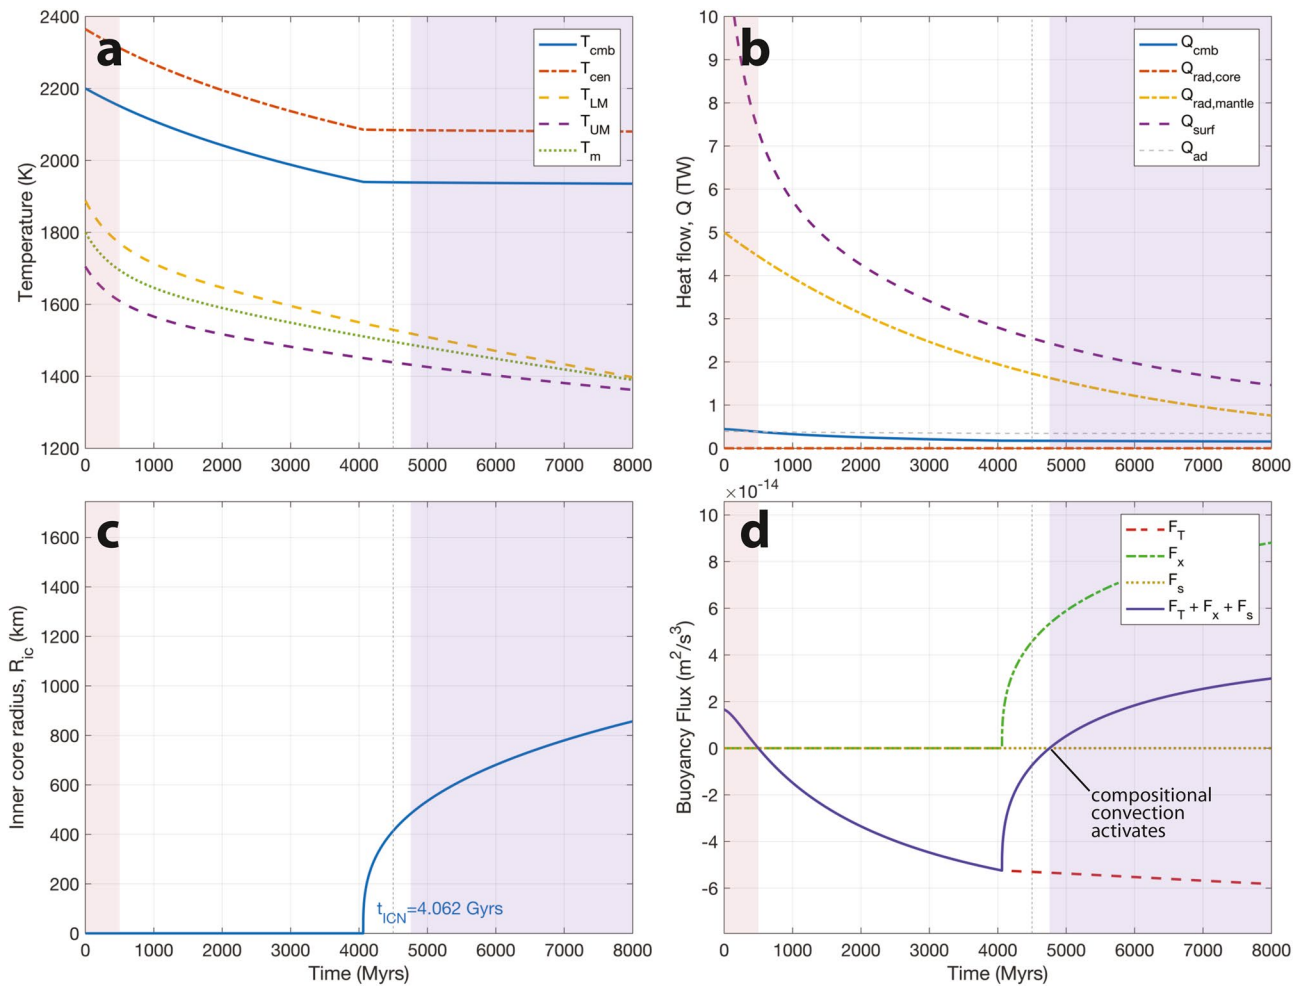 a
2400
2200
2000
1800
1600
1400
1200
Temperature (K)
T_cmb
T_cen
T_LM
T_UM
T_m
0 1000 2000 3000 4000 5000 6000 7000 8000
b
10
9
8
7
6
5
4
3
2
1
0
Heat flow, Q (TW)
Q_cmb
Q_rad,core
Q_rad,mantle
Q_surf
Q_ad
0 1000 2000 3000 4000 5000 6000 7000 8000
c
1600
1400
1200
1000
800
600
400
200
0
Inner core radius, R_ic (km)
t_ICN=4.062 Gyrs
0 1000 2000 3000 4000 5000 6000 7000 8000
Time (Myrs)
d
×10^-14
10
8
6
4
2
0
-2
-4
-6
Buoyancy Flux (m^2/s^3)
F_T
F_x
F_s
F_T + F_x + F_s
compositional
convection
activates
0 1000 2000 3000 4000 5000 6000 7000 8000
Time (Myrs)